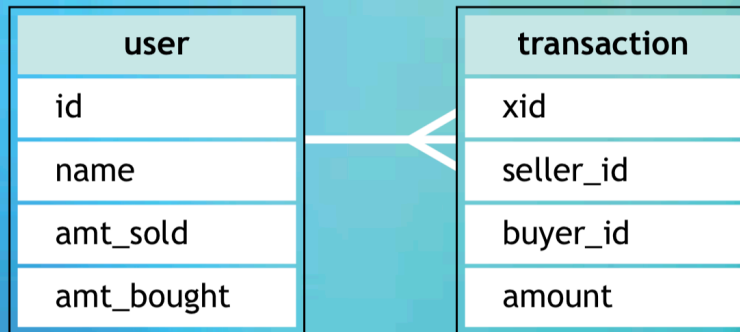 user
id
name
amt_sold
amt_bought
transaction
xid
seller_id
buyer_id
amount